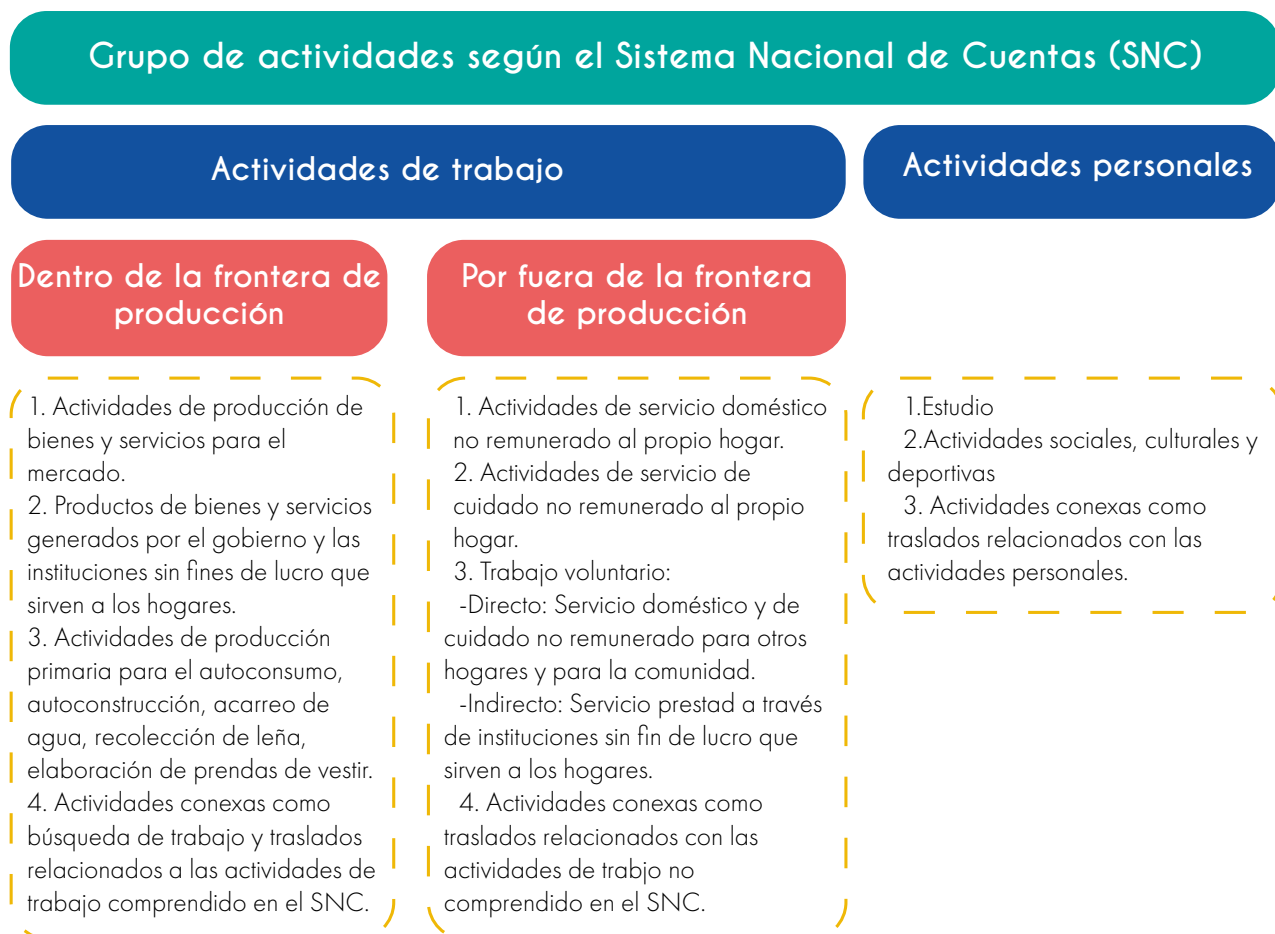 Grupo de actividades según el Sistema Nacional de Cuentas (SNC)
Actividades de trabajo
Actividades personales
Dentro de la frontera de
producción
Por fuera de la frontera
de producción
1. Actividades de producción de
bienes y servicios para el
mercado.
2. Productos de bienes y servicios
generados por el gobierno y las
instituciones sin fines de lucro que
sirven a los hogares.
3. Actividades de producción
primaria para el autoconsumo,
autoconstrucción, acarreo de
agua, recolección de leña,
elaboración de prendas de vestir.
4. Actividades conexas como
búsqueda de trabajo y traslados
relacionados a las actividades de
trabajo comprendido en el SNC.
1. Actividades de servicio doméstico
no remunerado al propio hogar.
2. Actividades de servicio de
cuidado no remunerado al propio
hogar.
3. Trabajo voluntario:
-Directo: Servicio doméstico y de
cuidado no remunerado para otros
hogares y para la comunidad.
-Indirecto: Servicio prestad a través
de instituciones sin fin de lucro que
sirven a los hogares.
4. Actividades conexas como
traslados relacionados con las
actividades de trabjo no
comprendido en el SNC.
1.Estudio
2.Actividades sociales, culturales y
deportivas
3. Actividades conexas como
traslados relacionados con las
actividades personales.